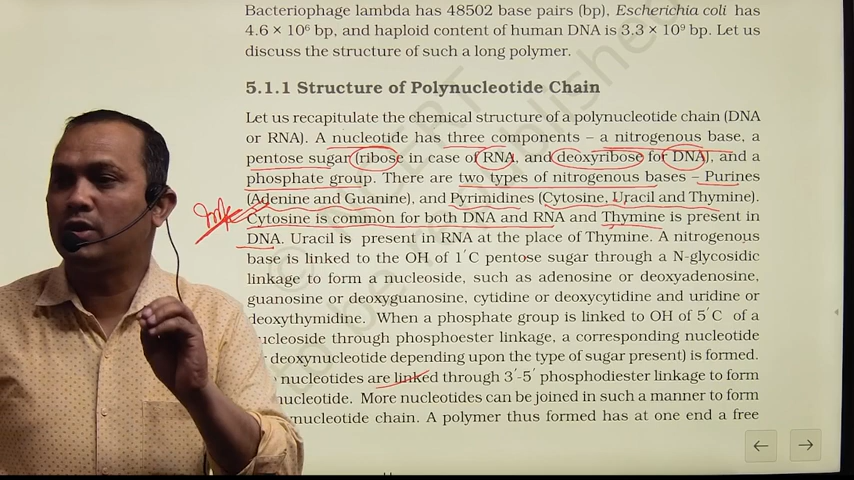 Bacteriophage lambda has 48502 base pairs (bp), Escherichia coli has
4.6 × 10⁶ bp, and haploid content of human DNA is 3.3 × 10⁹ bp. Let us
discuss the structure of such a long polymer.
5.1.1 Structure of Polynucleotide Chain
Let us recapitulate the chemical structure of a polynucleotide chain (DNA
or RNA). A nucleotide has three components – a nitrogenous base, a
pentose sugar (ribose in case of RNA, and deoxyribose for DNA), and a
phosphate group. There are two types of nitrogenous bases – Purines
(Adenine and Guanine), and Pyrimidines (Cytosine, Uracil and Thymine).
Cytosine is common for both DNA and RNA and Thymine is present in
DNA. Uracil is present in RNA at the place of Thymine. A nitrogenous
base is linked to the OH of 1′C pentose sugar through a N-glycosidic
linkage to form a nucleoside, such as adenosine or deoxyadenosine,
guanosine or deoxyguanosine, cytidine or deoxycytidine and uridine or
deoxythymidine. When a phosphate group is linked to OH of 5′C of a
ucleoside through phosphoester linkage, a corresponding nucleotide
deoxynucleotide depending upon the type of sugar present) is formed.
nucleotides are linked through 3′-5′ phosphodiester linkage to form
nucleotide. More nucleotides can be joined in such a manner to form
nucleotide chain. A polymer thus formed has at one end a free